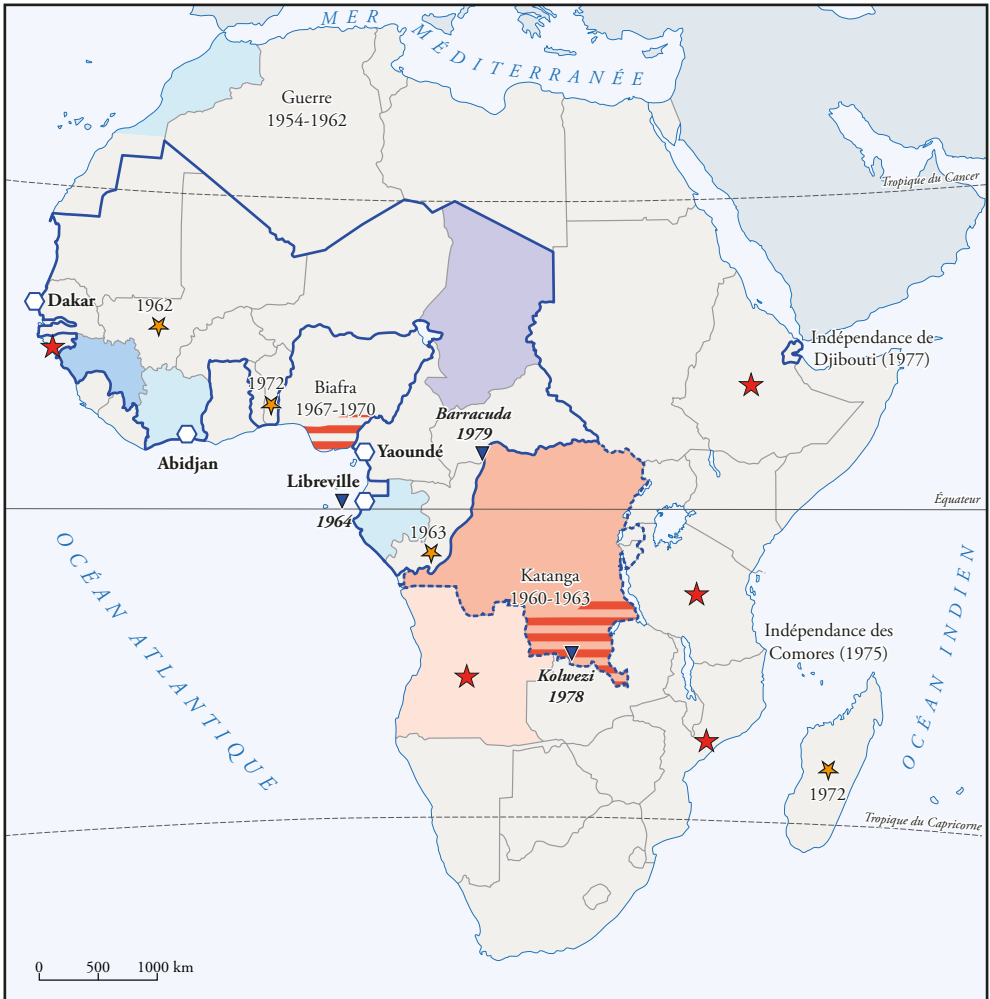 MER
MÉDITERRANÉE
Guerre
1954-1962
Tropique du Cancer
Dakar
1962
Indépendance de
Djibouti (1977)
1972
Biafra
1967-1970
Barracuda
1979
Abidjan
Yaoundé
Libreville
1964
Équateur
1963
OCÉAN ATLANTIQUE
OCÉAN INDIEN
Katanga
1960-1963
Indépendance des
Comores (1975)
Kolwezi
1978
1972
Tropique du Capricorne
0 500 1000 km